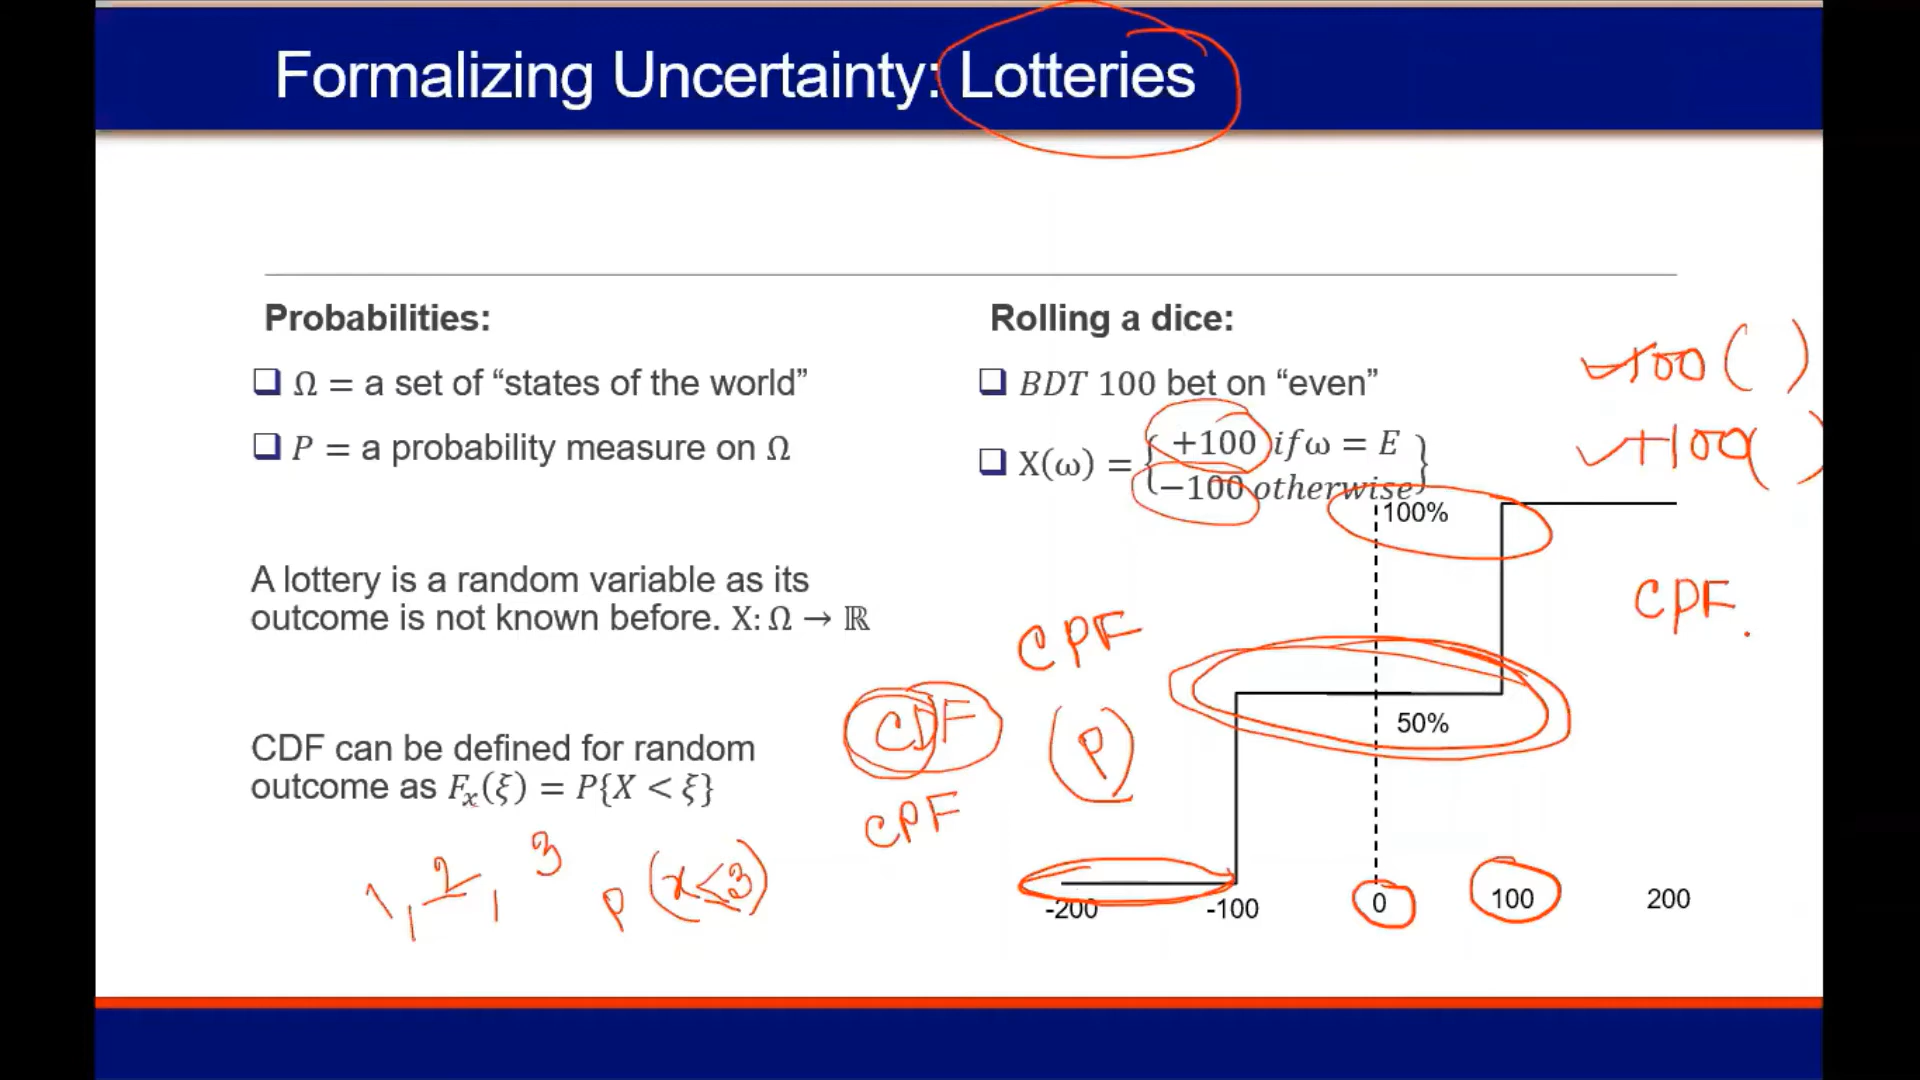 Formalizing Uncertainty: Lotteries
Probabilities:
Ω = a set of “states of the world”
P = a probability measure on Ω
A lottery is a random variable as its
outcome is not known before. X: Ω → ℝ
CDF can be defined for random
outcome as Fₓ(ξ) = P{X < ξ}
1, 2, 3 P(x≤3)
CDF
CPF
Rolling a dice:
BDT 100 bet on “even”
X(ω) = { +100 if ω = E
−100 otherwise }
+100 ( )
+100( )
100%
CPF.
CPF
P
50%
-200 -100 0 100 200